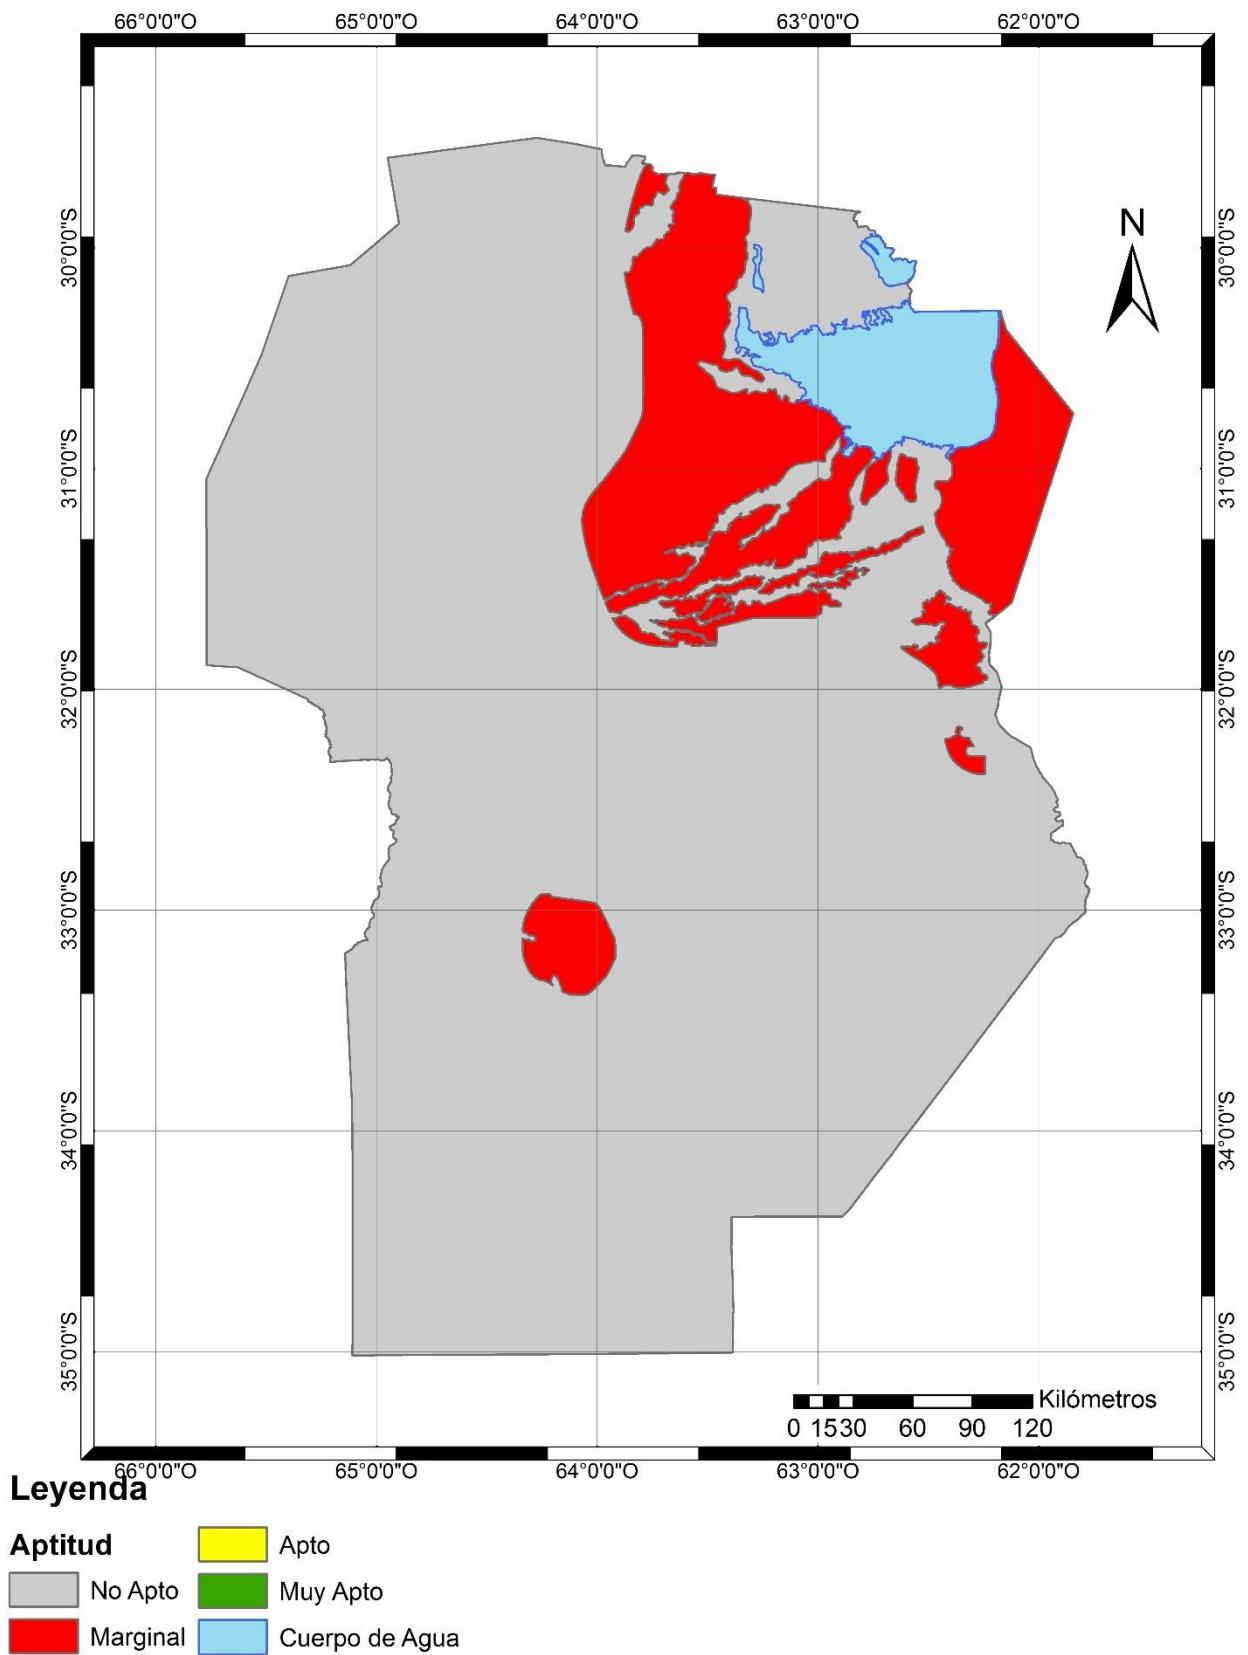 66°0'0"O 65°0'0"O 64°0'0"O 63°0'0"O 62°0'0"O
30°0'0"S 30°0'0"S
N
31°0'0"S 31°0'0"S
32°0'0"S 32°0'0"S
33°0'0"S 33°0'0"S
34°0'0"S 34°0'0"S
35°0'0"S 35°0'0"S
Kilómetros
0 15 30 60 90 120
66°0'0"O 65°0'0"O 64°0'0"O 63°0'0"O 62°0'0"O
Leyenda
Aptitud
No Apto
Marginal
Apto
Muy Apto
Cuerpo de Agua